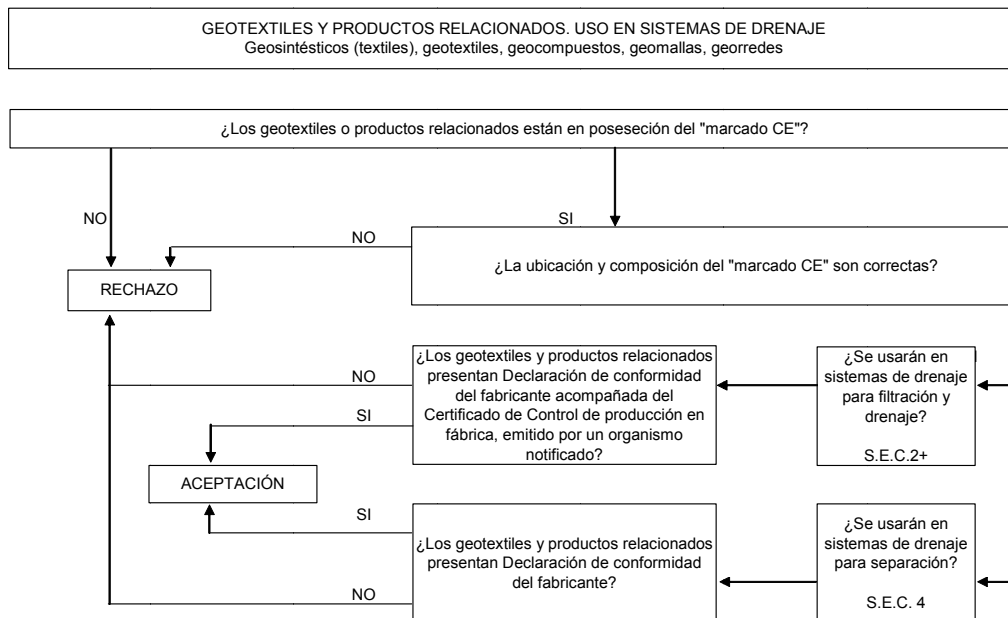 GEOTEXTILES Y PRODUCTOS RELACIONADOS. USO EN SISTEMAS DE DRENAJE
Geosintésticos (textiles), geotextiles, geocompuestos, geomallas, georredes
¿Los geotextiles o productos relacionados están en poseseción del "marcado CE"?
NO
SI
NO
¿La ubicación y composición del "marcado CE" son correctas?
RECHAZO
¿Los geotextiles y productos relacionados
presentan Declaración de conformidad
del fabricante acompañada del
Certificado de Control de producción en
fábrica, emitido por un organismo
notificado?
¿Se usarán en
sistemas de drenaje
para filtración y
drenaje?
S.E.C.2+
NO
SI
ACEPTACIÓN
SI
¿Los geotextiles y productos relacionados
presentan Declaración de conformidad
del fabricante?
¿Se usarán en
sistemas de drenaje
para separación?
S.E.C. 4
NO